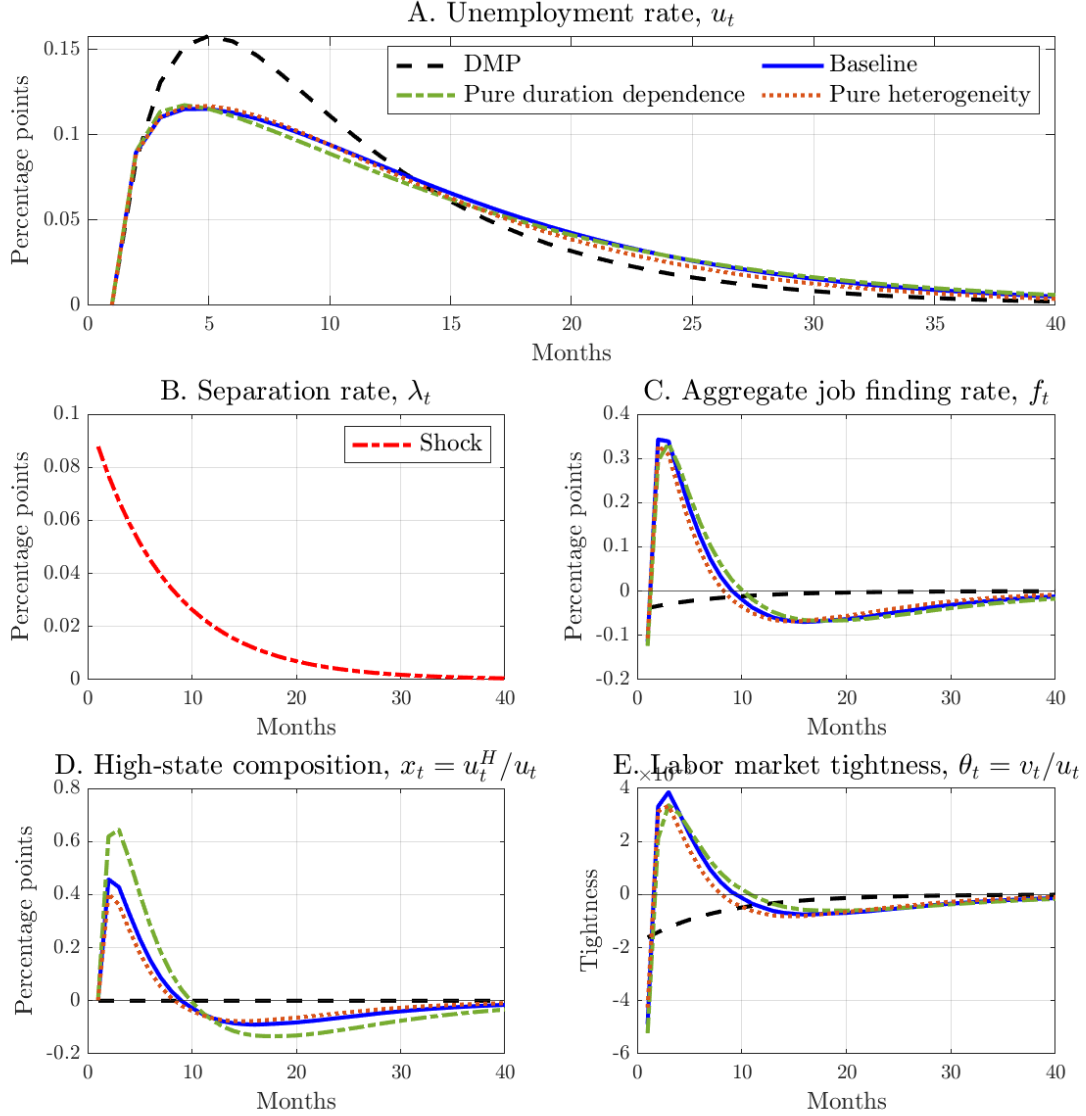 A. Unemployment rate, u_t
0.15
0.1
0.05
0
Percentage points
DMP
Baseline
Pure duration dependence
Pure heterogeneity
0 5 10 15 20 25 30 35 40
Months
B. Separation rate, λ_t
0.1
0.08
0.06
0.04
0.02
0
Percentage points
Shock
0 10 20 30 40
Months
C. Aggregate job finding rate, f_t
0.4
0.3
0.2
0.1
0
-0.1
-0.2
Percentage points
0 10 20 30 40
Months
D. High-state composition, x_t = u_t^H/u_t
0.8
0.6
0.4
0.2
0
-0.2
Percentage points
0 10 20 30 40
Months
E. Labor market tightness, θ_t = v_t/u_t
4
2
0
-2
-4
-6
Tightness
0 10 20 30 40
Months